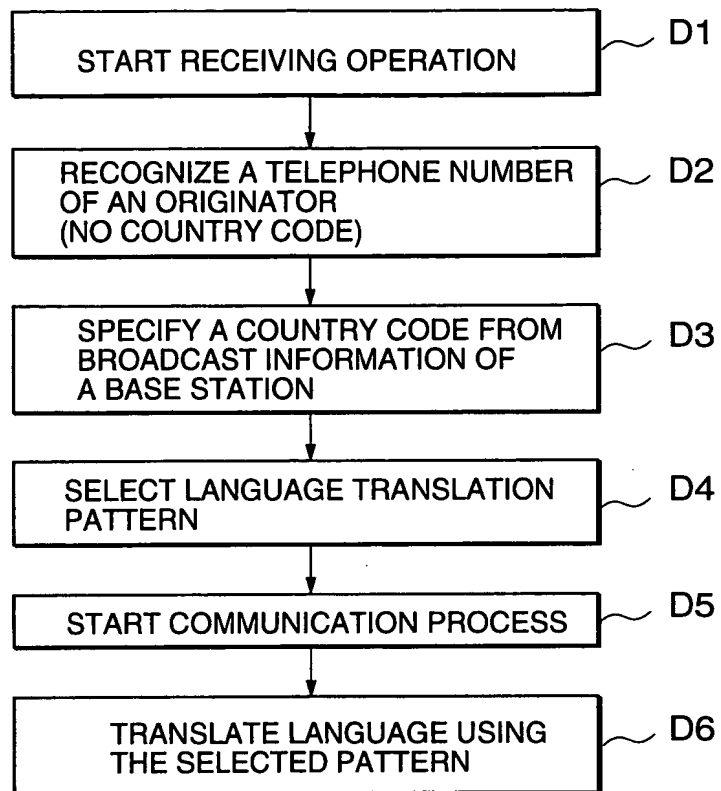 START RECEIVING OPERATION
D1
RECOGNIZE A TELEPHONE NUMBER
OF AN ORIGINATOR
(NO COUNTRY CODE)
D2
SPECIFY A COUNTRY CODE FROM
BROADCAST INFORMATION OF
A BASE STATION
D3
SELECT LANGUAGE TRANSLATION
PATTERN
D4
START COMMUNICATION PROCESS
D5
TRANSLATE LANGUAGE USING
THE SELECTED PATTERN
D6